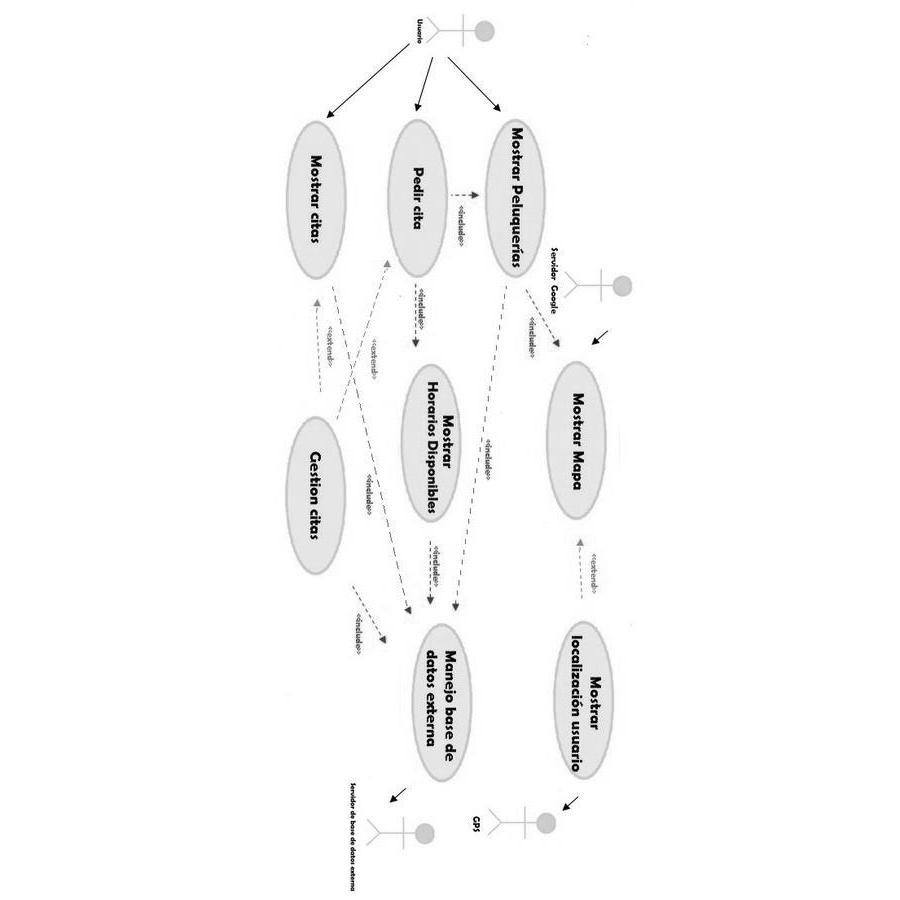 Servidor Google
Mostrar Mapa
<<extend>>
Mostrar
localización usuario
GPS
<<include>>
Mostrar Peluquerías
<<include>>
<<include>>
Usuario
Pedir cita
<<include>>
Mostrar
Horarios Disponibles
<<include>>
Manejo base de
datos externa
<<extend>>
<<include>>
Mostrar citas
<<extend>>
Gestion citas
<<include>>
Servidor de base de datos externa